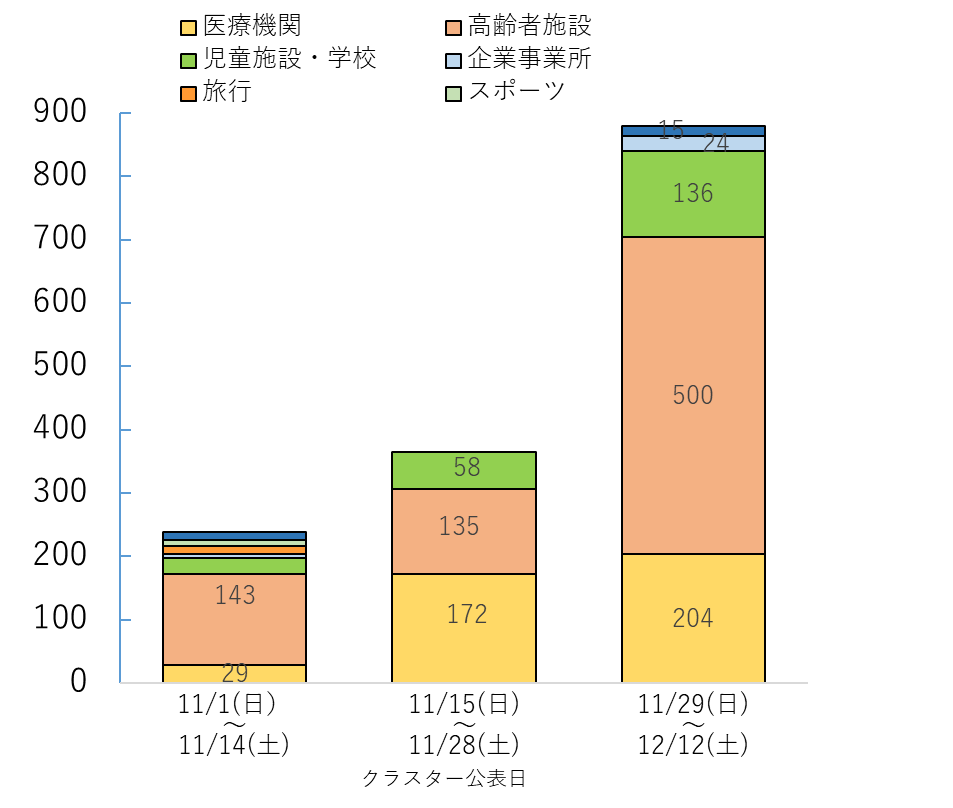 医療機関 高齢者施設
児童施設・学校 企業事業所
旅行 スポーツ
900
800
700
600
500
400
300
200
100
0
143
29
58
135
172
15
24
136
500
204
11/1(日)
～
11/14(土)
11/15(日)
～
11/28(土)
11/29(日)
～
12/12(土)
クラスター公表日